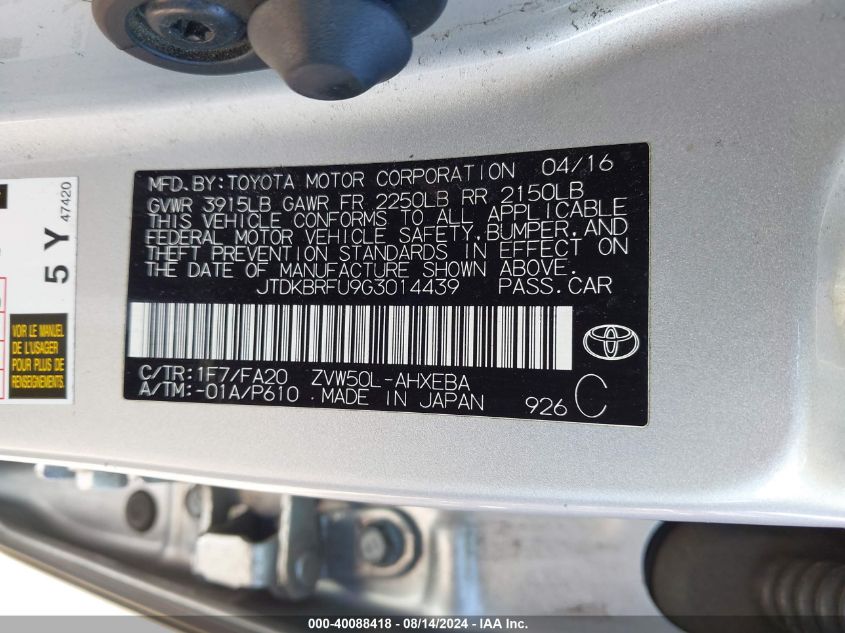 MFD. BY: TOYOTA MOTOR CORPORATION 04/16
GVWR 3915LB GAWR FR 2250LB RR 2150LB
THIS VEHICLE CONFORMS TO ALL APPLICABLE
FEDERAL MOTOR VEHICLE SAFETY, BUMPER, AND
THEFT PREVENTION STANDARDS IN EFFECT ON
THE DATE OF MANUFACTURE SHOWN ABOVE.
JTDKBRFU9G3014439 PASS. CAR
C/TR: 1F7/FA20 ZVW50L-AHXEBA
A/TM: -01A/P610 MADE IN JAPAN 926 C
5 Y 47420
VOIR LE MANUEL
DE L'USAGER
POUR PLUS DE
RENSEIGNEMENTS
000-40088418 - 08/14/2024 - IAA Inc.